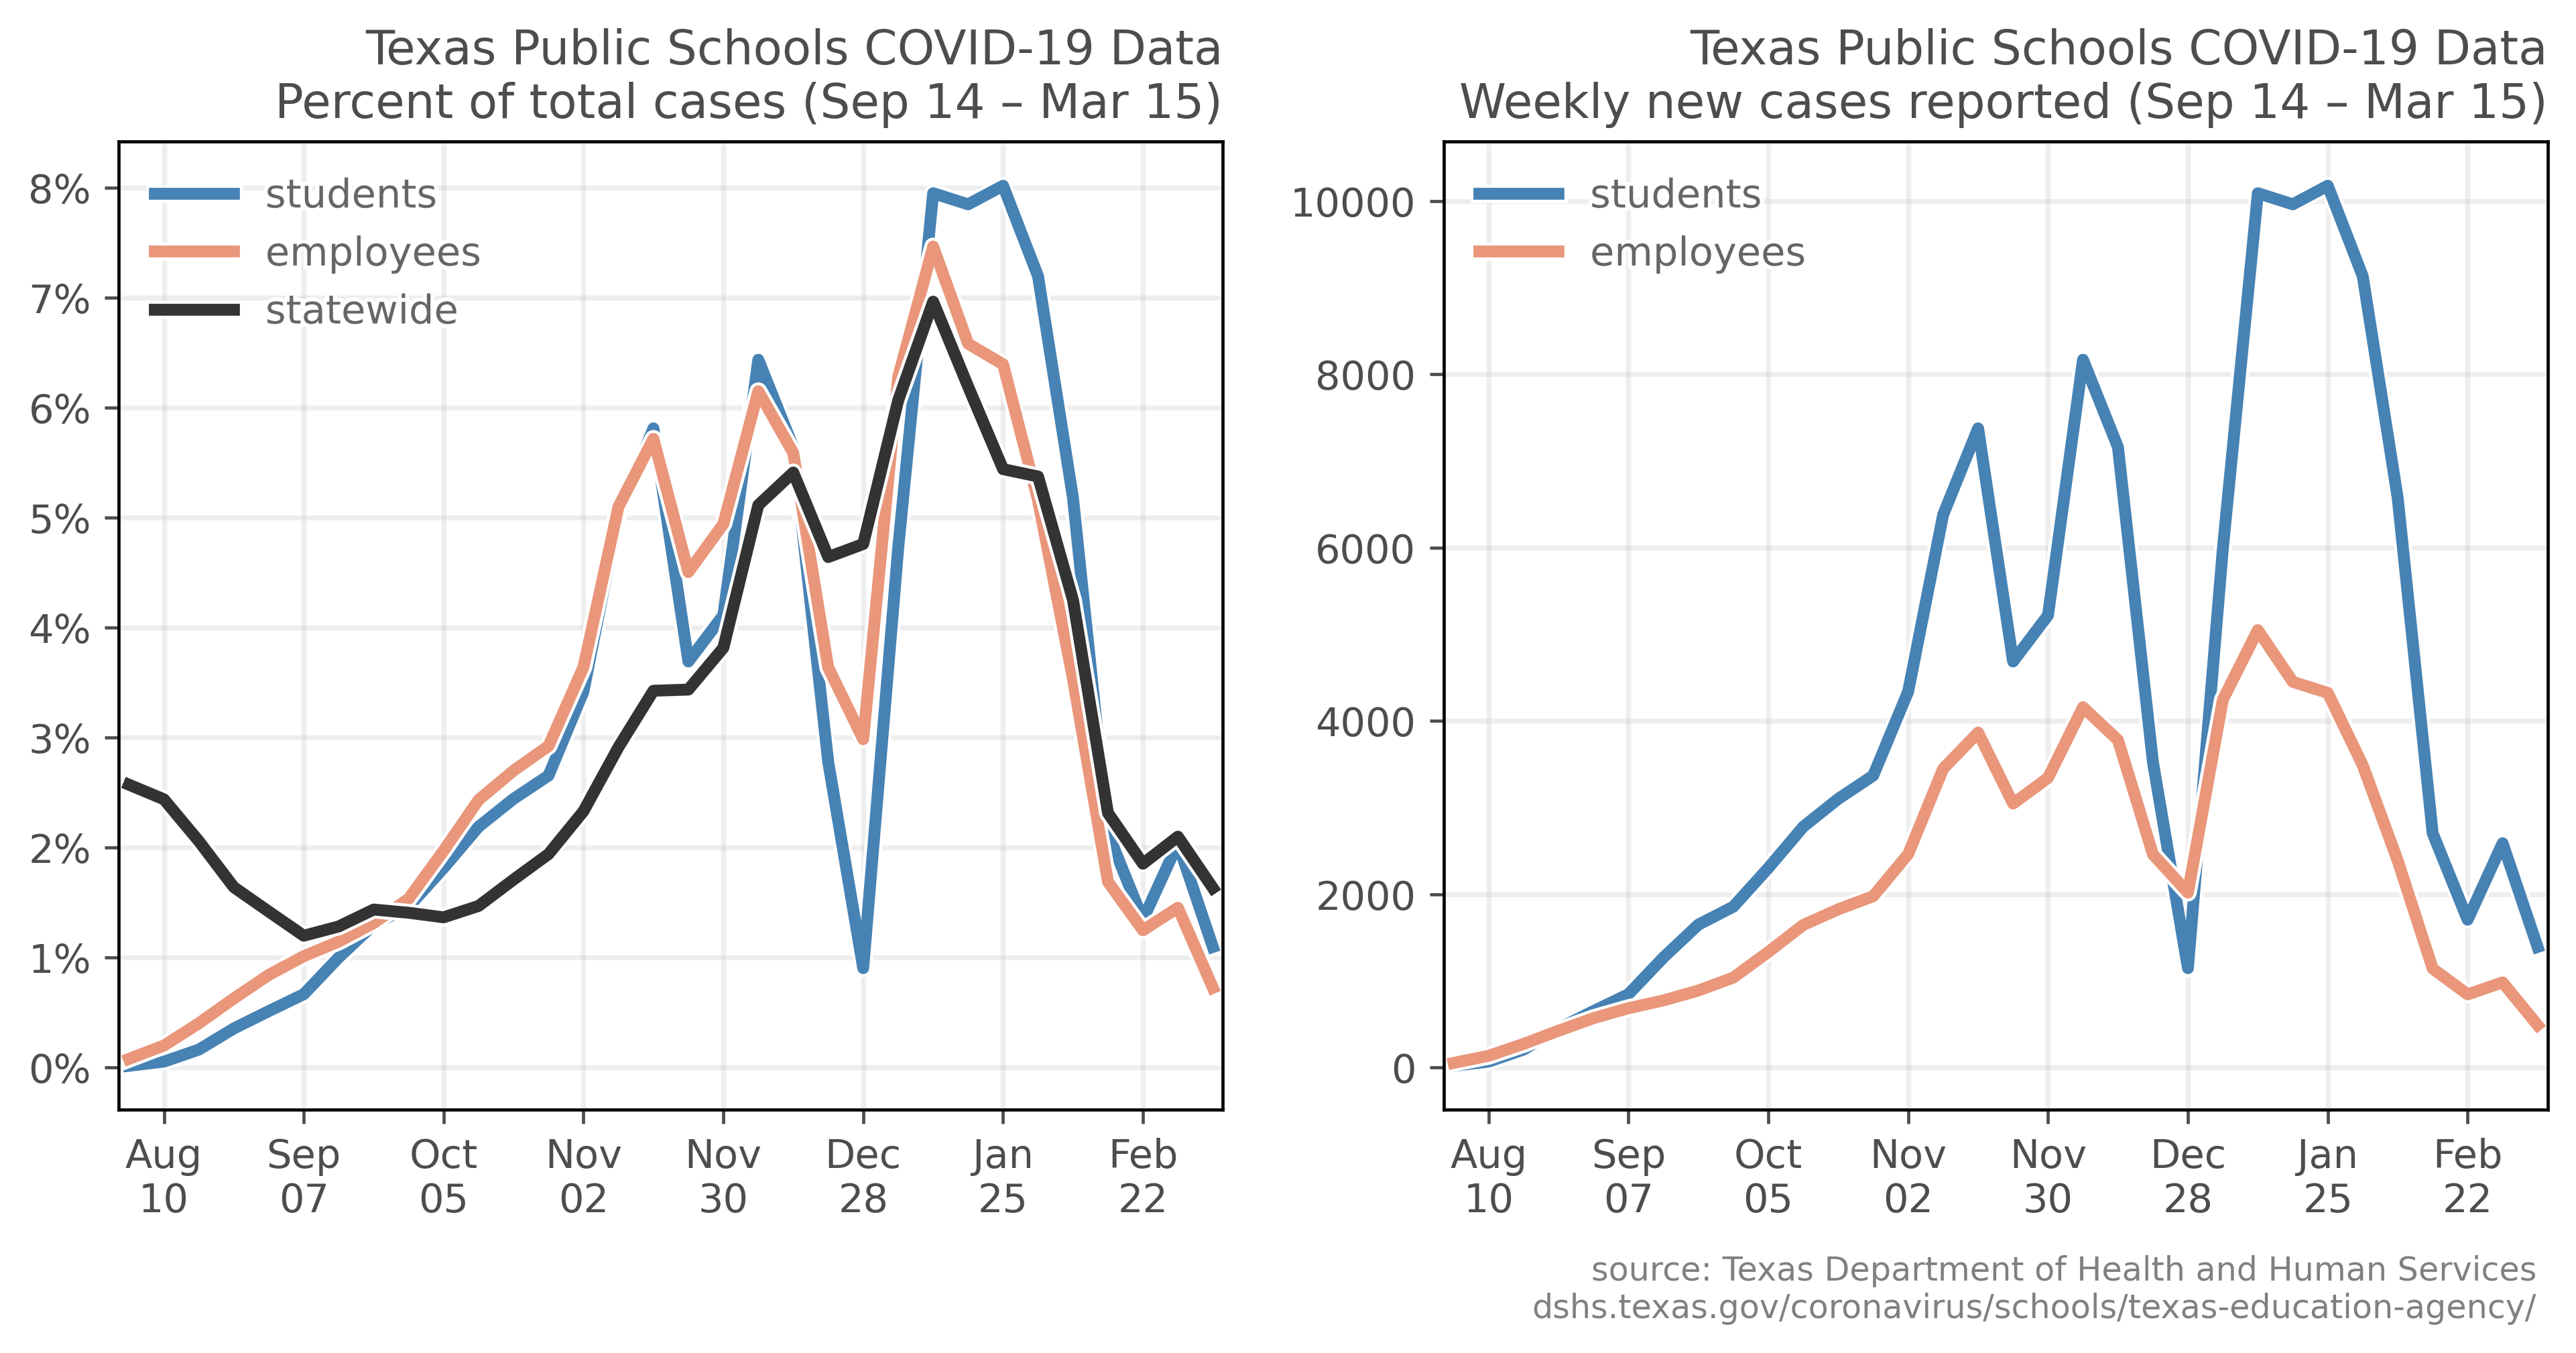 Texas Public Schools COVID-19 Data
Percent of total cases (Sep 14 – Mar 15)
8%
7%
6%
5%
4%
3%
2%
1%
0%
students
employees
statewide
Aug 10
Sep 07
Oct 05
Nov 02
Nov 30
Dec 28
Jan 25
Feb 22
Texas Public Schools COVID-19 Data
Weekly new cases reported (Sep 14 – Mar 15)
10000
8000
6000
4000
2000
0
students
employees
Aug 10
Sep 07
Oct 05
Nov 02
Nov 30
Dec 28
Jan 25
Feb 22
source: Texas Department of Health and Human Services
dshs.texas.gov/coronavirus/schools/texas-education-agency/